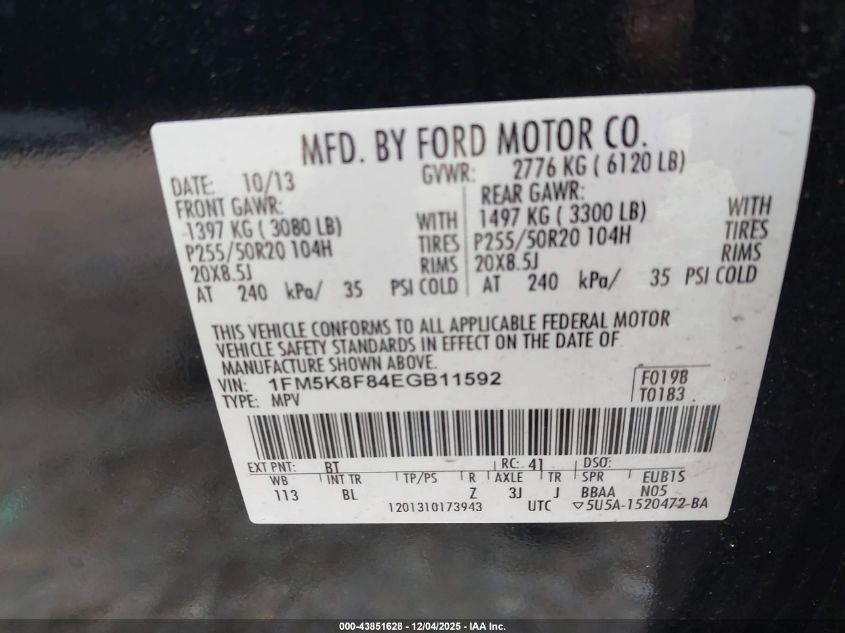 MFD. BY FORD MOTOR CO.
DATE: 10/13 GVWR: 2776 KG ( 6120 LB)
FRONT GAWR: REAR GAWR:
1397 KG ( 3080 LB) WITH 1497 KG ( 3300 LB) WITH
P255/50R20 104H TIRES P255/50R20 104H TIRES
20X8.5J RIMS 20X8.5J RIMS
AT 240 kPa/ 35 PSI COLD AT 240 kPa/ 35 PSI COLD
THIS VEHICLE CONFORMS TO ALL APPLICABLE FEDERAL MOTOR
VEHICLE SAFETY STANDARDS IN EFFECT ON THE DATE OF
MANUFACTURE SHOWN ABOVE.
VIN: 1FM5K8F84EGB11592 F0198
TYPE: MPV T0183
EXT PNT: BT RC: 41 DSO:
WB INT TR TP/PS R AXLE TR SPR EUB1S
113 BL Z 3J J BBAA N05
1201310173943 UTC ▽5U5A-1520472-BA
000-43851628 - 12/04/2025 - IAA Inc.